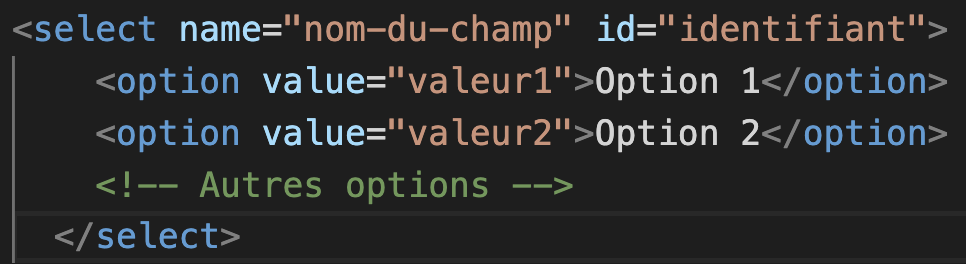 <select name="nom-du-champ" id="identifiant">
<option value="valeur1">Option 1</option>
<option value="valeur2">Option 2</option>
<!-- Autres options -->
</select>